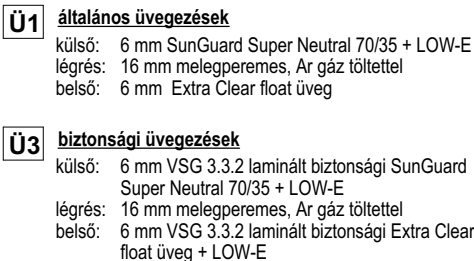 Ü1 általános üvegezések
külső: 6 mm SunGuard Super Neutral 70/35 + LOW-E
légrés: 16 mm melegperemes, Ar gáz töltettel
belső: 6 mm Extra Clear float üveg
Ü3 biztonsági üvegezések
külső: 6 mm VSG 3.3.2 laminált biztonsági SunGuard
Super Neutral 70/35 + LOW-E
légrés: 16 mm melegperemes, Ar gáz töltettel
belső: 6 mm VSG 3.3.2 laminált biztonsági Extra Clear
float üveg + LOW-E